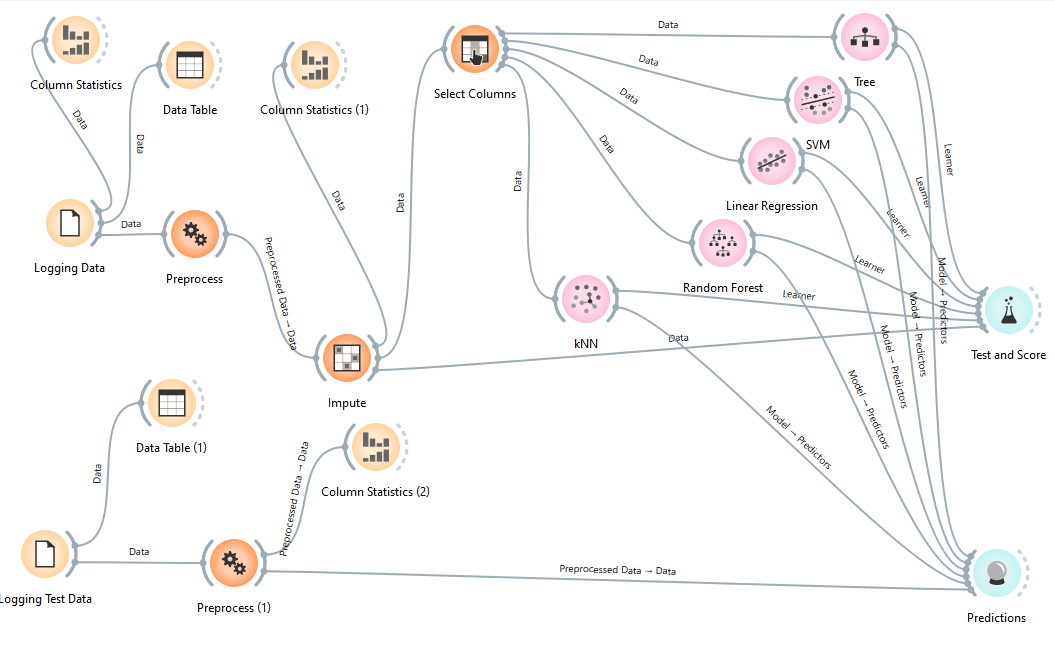 Data
Column Statistics
Data Table
Column Statistics (1)
Select Columns
Tree
Data
Data
Data
SVM
Data
Data
Data
Learner
Linear Regression
Data
Data
Data
Learner
Learner
Data
Logging Data
Preprocess
Preprocessed Data → Data
Random Forest
Learner
Model → Predictors
Learner
kNN
Data
Model → Predictors
Model → Predictors
Test and Score
Impute
Model → Predictors
Data Table (1)
Model → Predictors
Data
Preprocessed Data → Data
Column Statistics (2)
Data
Preprocessed Data → Data
Logging Test Data
Preprocess (1)
Predictions